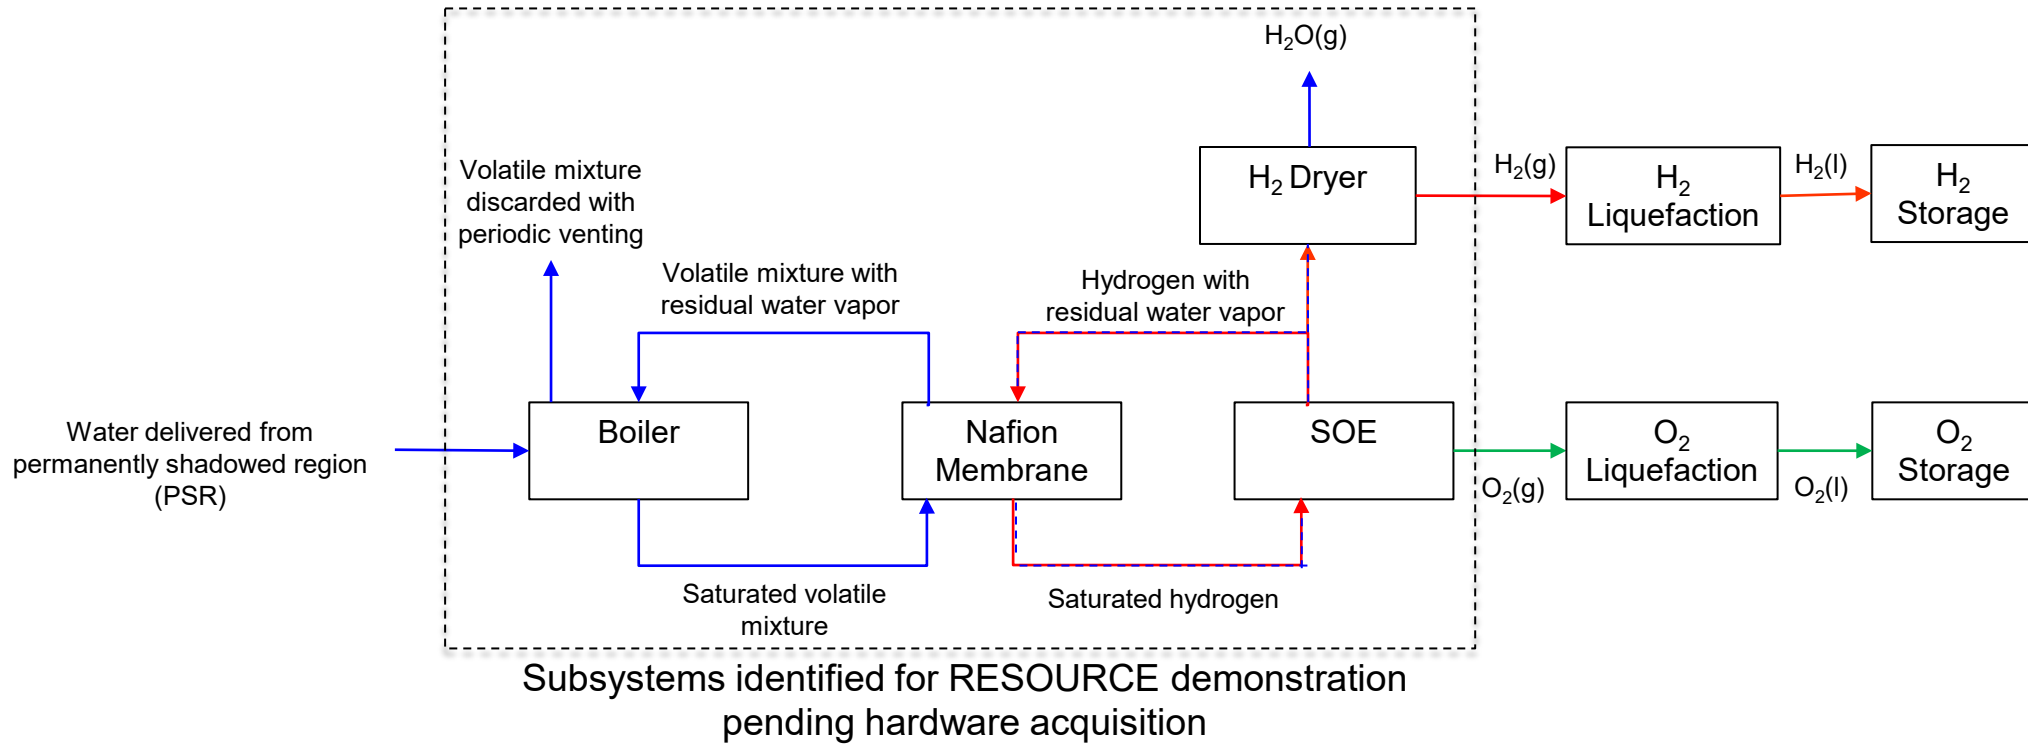 H₂O(g)
Volatile mixture
discarded with
periodic venting
H₂ Dryer
H₂(g)
H₂
Liquefaction
H₂(l)
H₂
Storage
Volatile mixture with
residual water vapor
Hydrogen with
residual water vapor
Water delivered from
permanently shadowed region
(PSR)
Boiler
Nafion
Membrane
SOE
O₂(g)
O₂
Liquefaction
O₂(l)
O₂
Storage
Saturated volatile
mixture
Saturated hydrogen
Subsystems identified for RESOURCE demonstration
pending hardware acquisition